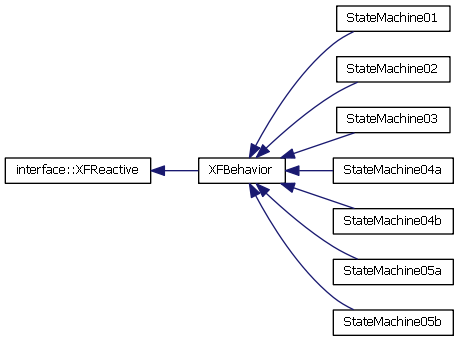 StateMachine01
StateMachine02
StateMachine03
interface::XFReactive
XFBehavior
StateMachine04a
StateMachine04b
StateMachine05a
StateMachine05b